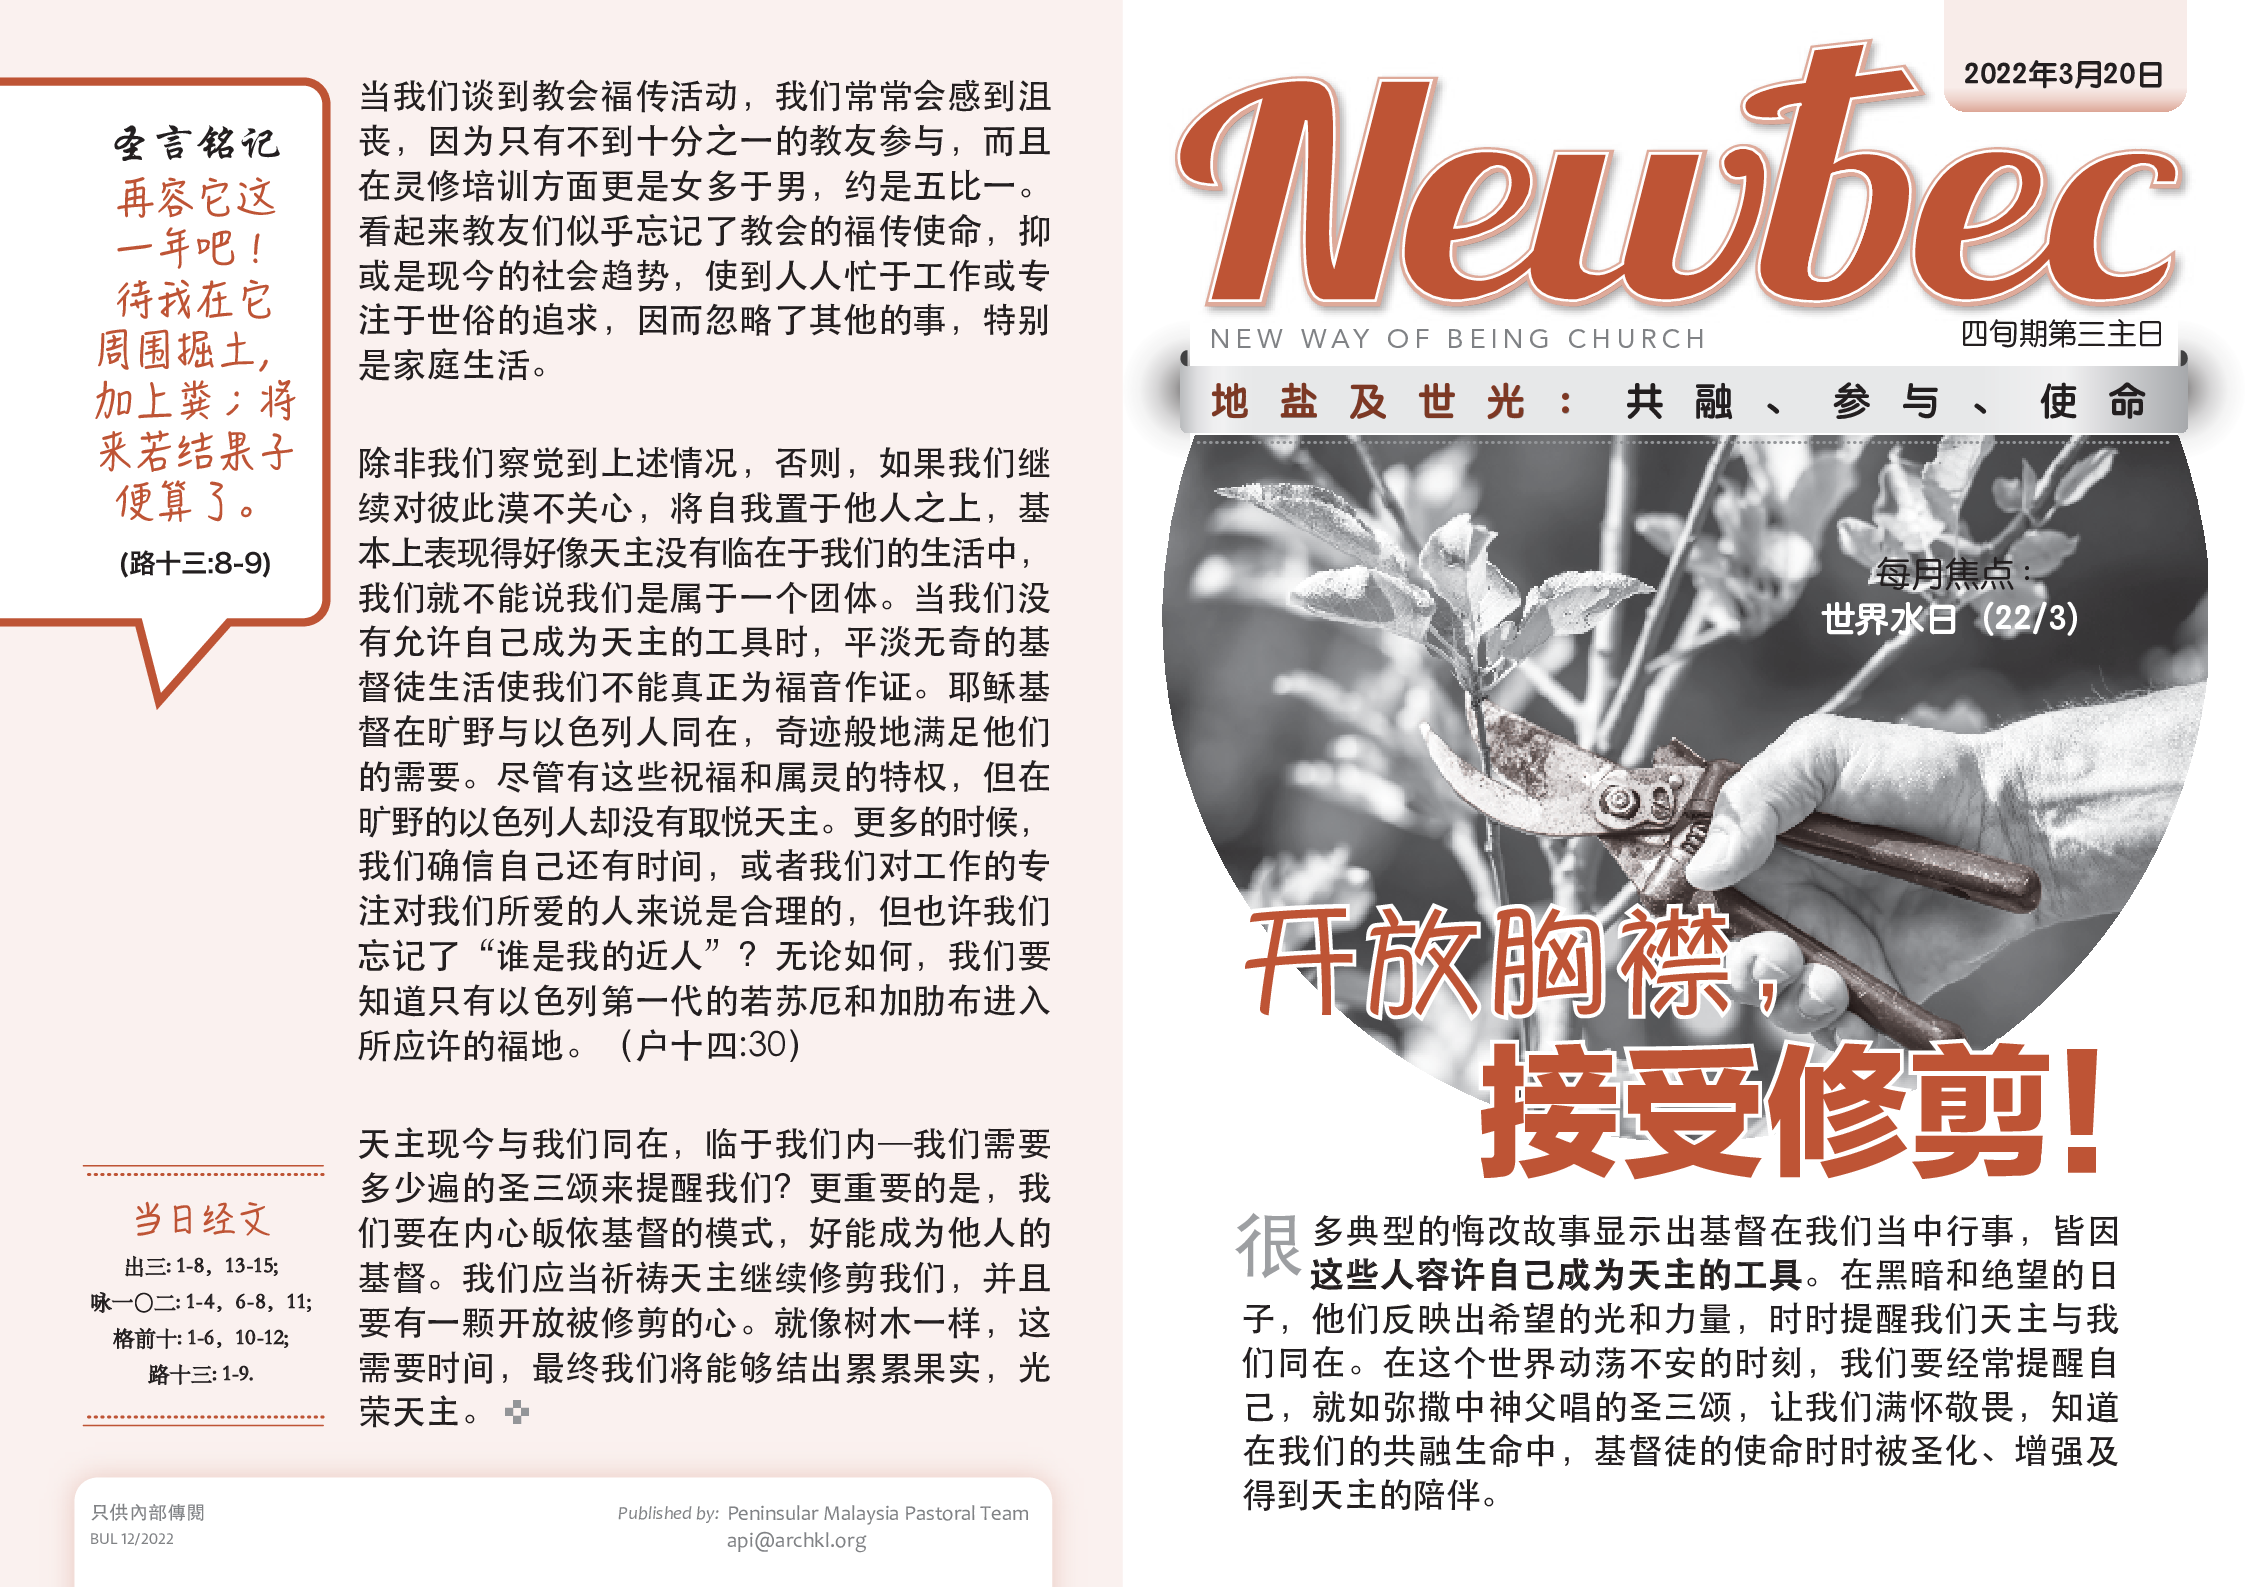 圣言铭记
再容它这
一年吧！
待我在它
周围掘土，
加上粪；将
来若结果子
便算了。
(路十三:8-9)
当日经文
出三: 1-8，13-15;
咏一〇二: 1-4，6-8，11;
格前十: 1-6，10-12;
路十三: 1-9.
当我们谈到教会福传活动，我们常常会感到沮
丧，因为只有不到十分之一的教友参与，而且
在灵修培训方面更是女多于男，约是五比一。
看起来教友们似乎忘记了教会的福传使命，抑
或是现今的社会趋势，使到人人忙于工作或专
注于世俗的追求，因而忽略了其他的事，特别
是家庭生活。
除非我们察觉到上述情况，否则，如果我们继
续对彼此漠不关心，将自我置于他人之上，基
本上表现得好像天主没有临在于我们的生活中，
我们就不能说我们是属于一个团体。当我们没
有允许自己成为天主的工具时，平淡无奇的基
督徒生活使我们不能真正为福音作证。耶稣基
督在旷野与以色列人同在，奇迹般地满足他们
的需要。尽管有这些祝福和属灵的特权，但在
旷野的以色列人却没有取悦天主。更多的时候，
我们确信自己还有时间，或者我们对工作的专
注对我们所爱的人来说是合理的，但也许我们
忘记了“谁是我的近人”？无论如何，我们要
知道只有以色列第一代的若苏厄和加肋布进入
所应许的福地。（户十四:30）
天主现今与我们同在，临于我们内—我们需要
多少遍的圣三颂来提醒我们？更重要的是，我
们要在内心皈依基督的模式，好能成为他人的
基督。我们应当祈祷天主继续修剪我们，并且
要有一颗开放被修剪的心。就像树木一样，这
需要时间，最终我们将能够结出累累果实，光
荣天主。
只供內部傳閱
BUL 12/2022
Published by: Peninsular Malaysia Pastoral Team
api@archkl.org
2022年3月20日
Newbec
NEW WAY OF BEING CHURCH
四旬期第三主日
地盐及世光：共融、参与、使命
每月焦点：
世界水日（22/3）
开放胸襟，
接受修剪！
很多典型的悔改故事显示出基督在我们当中行事，皆因
这些人容许自己成为天主的工具。在黑暗和绝望的日
子，他们反映出希望的光和力量，时时提醒我们天主与我
们同在。在这个世界动荡不安的时刻，我们要经常提醒自
己，就如弥撒中神父唱的圣三颂，让我们满怀敬畏，知道
在我们的共融生命中，基督徒的使命时时被圣化、增强及
得到天主的陪伴。